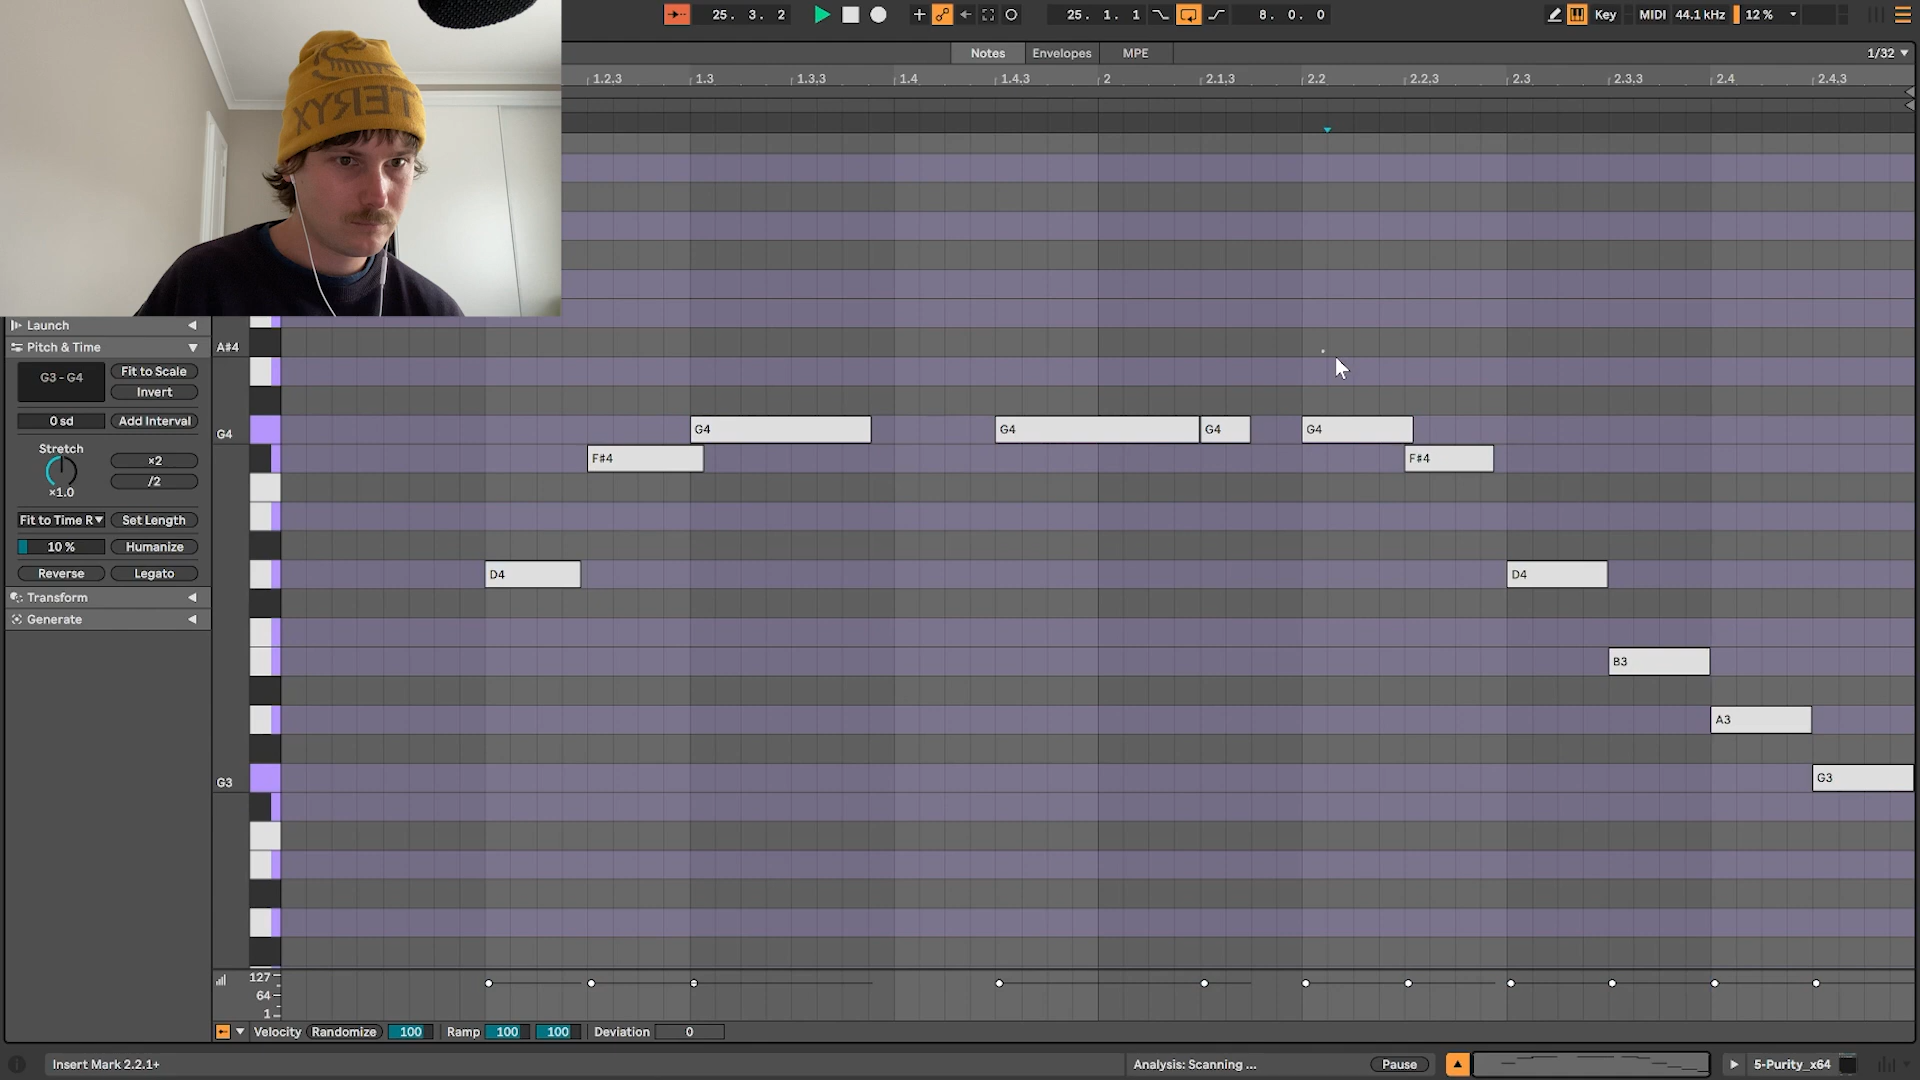 25. 3. 2
25. 1. 1
8. 0. 0
Key
MIDI
44.1 kHz
12 %
Notes
Envelopes
MPE
1/32
1.2.3
1.3
1.3.3
1.4
1.4.3
2
2.1.3
2.2
2.2.3
2.3
2.3.3
2.4
2.4.3
TERYX
Launch
Pitch & Time
G3 - G4
Fit to Scale
Invert
0 sd
Add Interval
Stretch
×1.0
×2
/2
Fit to Time R
Set Length
10 %
Humanize
Reverse
Legato
Transform
Generate
A#4
G4
G3
G4
G4
G4
G4
F#4
F#4
D4
D4
B3
A3
G3
127
64
1
Velocity
Randomize
100
Ramp
100
100
Deviation
0
Insert Mark 2.2.1+
Analysis: Scanning ...
Pause
5-Purity_x64